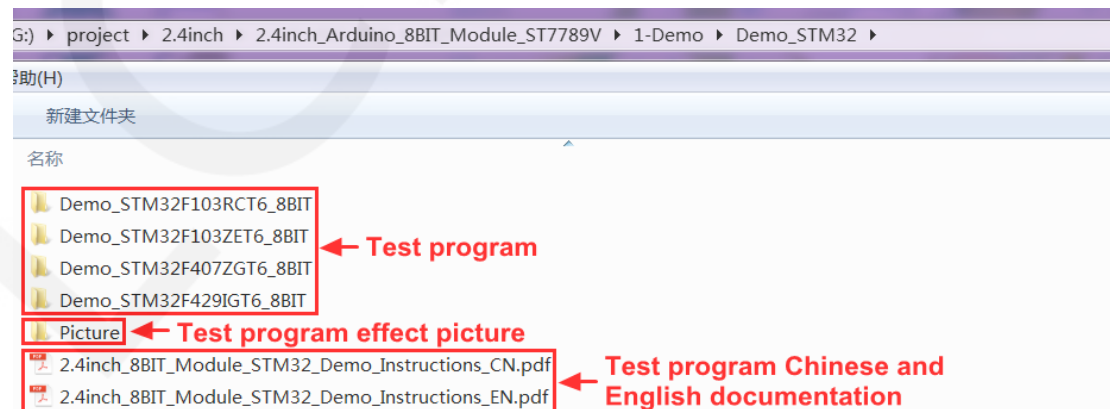 G:) ▸ project ▸ 2.4inch ▸ 2.4inch_Arduino_8BIT_Module_ST7789V ▸ 1-Demo ▸ Demo_STM32 ▸
帮助(H)
新建文件夹
名称
Demo_STM32F103RCT6_8BIT
Demo_STM32F103ZET6_8BIT
Test program
Demo_STM32F407ZGT6_8BIT
Demo_STM32F429IGT6_8BIT
Picture Test program effect picture
2.4inch_8BIT_Module_STM32_Demo_Instructions_CN.pdf
2.4inch_8BIT_Module_STM32_Demo_Instructions_EN.pdf
Test program Chinese and
English documentation